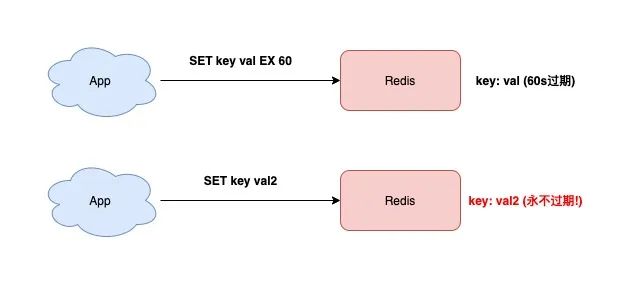 SET key val EX 60
App
Redis
key: val (60s过期)
SET key val2
App
Redis
key: val2 (永不过期!)